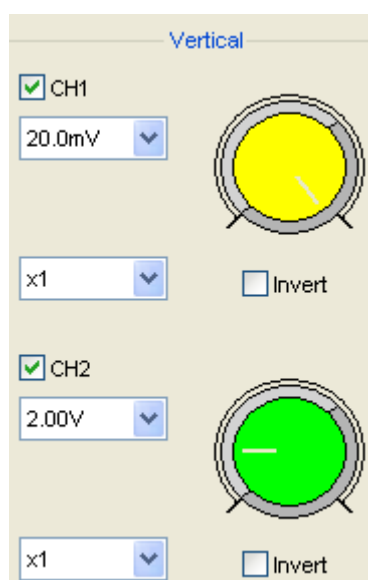 Vertical
CH1
20.0mV
x1
Invert
CH2
2.00V
x1
Invert